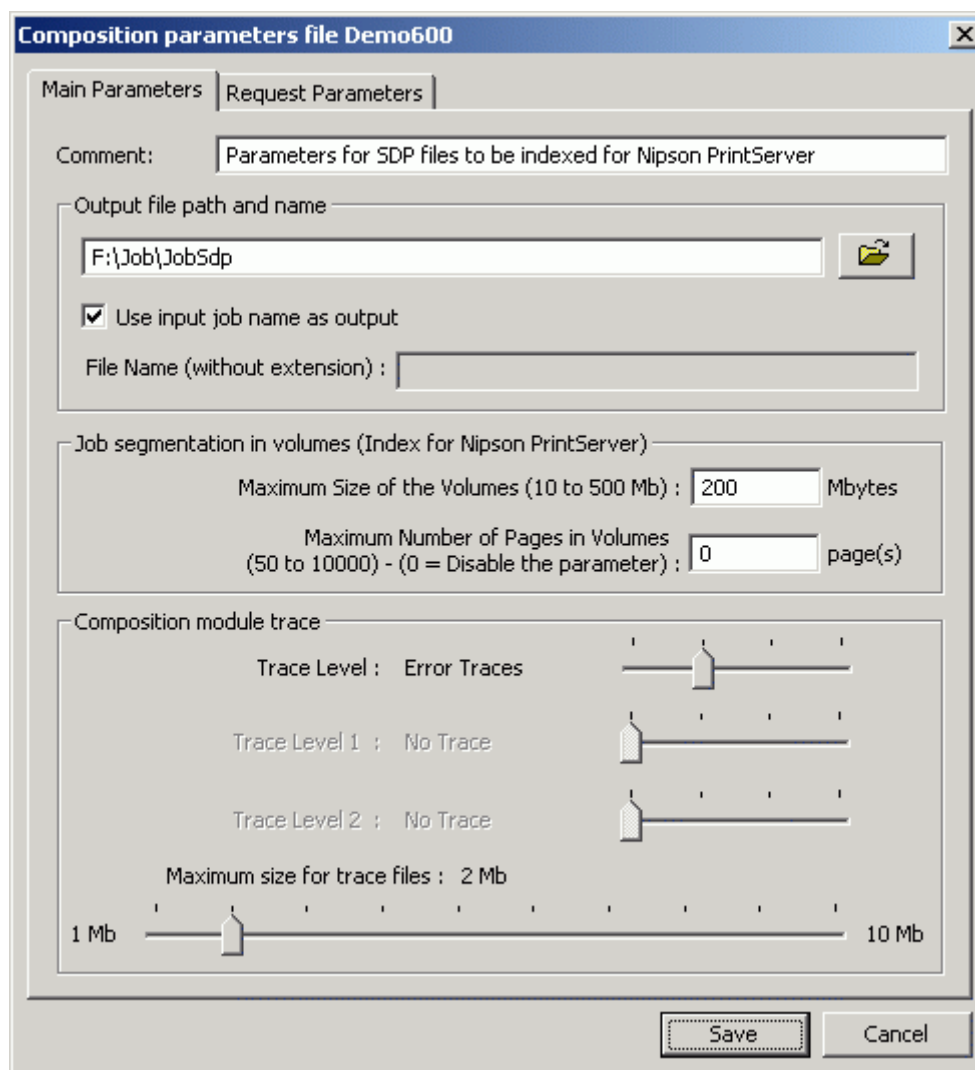 Composition parameters file Demo600
Main Parameters
Request Parameters
Comment: Parameters for SDP files to be indexed for Nipson PrintServer
Output file path and name
F:\Job\JobSdp
Use input job name as output
File Name (without extension) :
Job segmentation in volumes (Index for Nipson PrintServer)
Maximum Size of the Volumes (10 to 500 Mb) : 200 Mbytes
Maximum Number of Pages in Volumes
(50 to 10000) - (0 = Disable the parameter) : 0 page(s)
Composition module trace
Trace Level : Error Traces
Trace Level 1 : No Trace
Trace Level 2 : No Trace
Maximum size for trace files : 2 Mb
1 Mb 10 Mb
Save Cancel